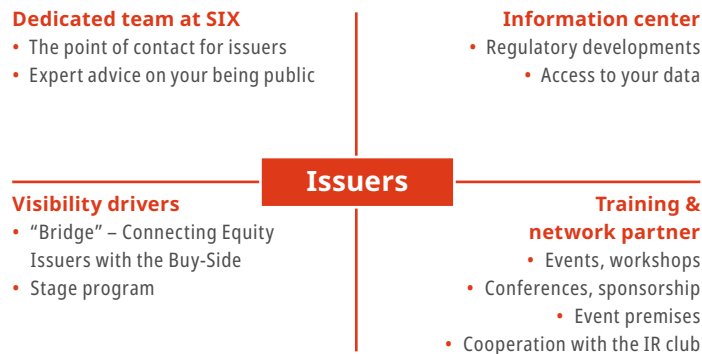 Dedicated team at SIX
• The point of contact for issuers
• Expert advice on your being public
Information center
• Regulatory developments
• Access to your data
Issuers
Visibility drivers
• “Bridge” – Connecting Equity
Issuers with the Buy-Side
• Stage program
Training &
network partner
• Events, workshops
• Conferences, sponsorship
• Event premises
• Cooperation with the IR club